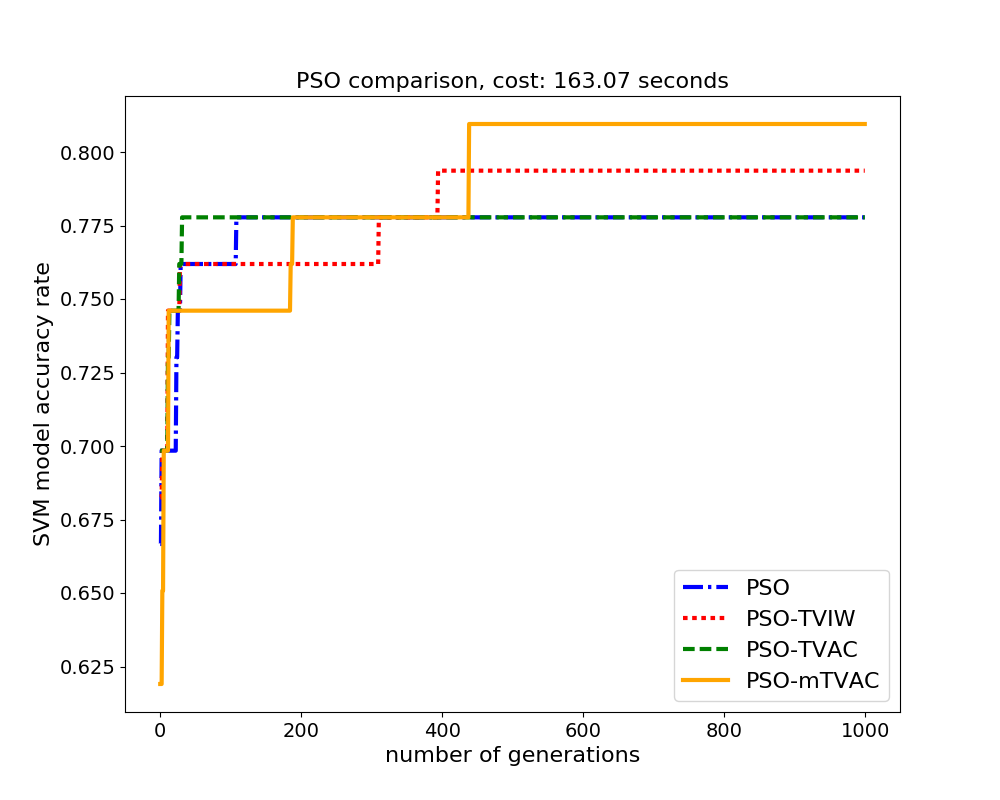 PSO comparison, cost: 163.07 seconds
SVM model accuracy rate
0.800
0.775
0.750
0.725
0.700
0.675
0.650
0.625
0 200 400 600 800 1000
number of generations
PSO
PSO-TVIW
PSO-TVAC
PSO-mTVAC